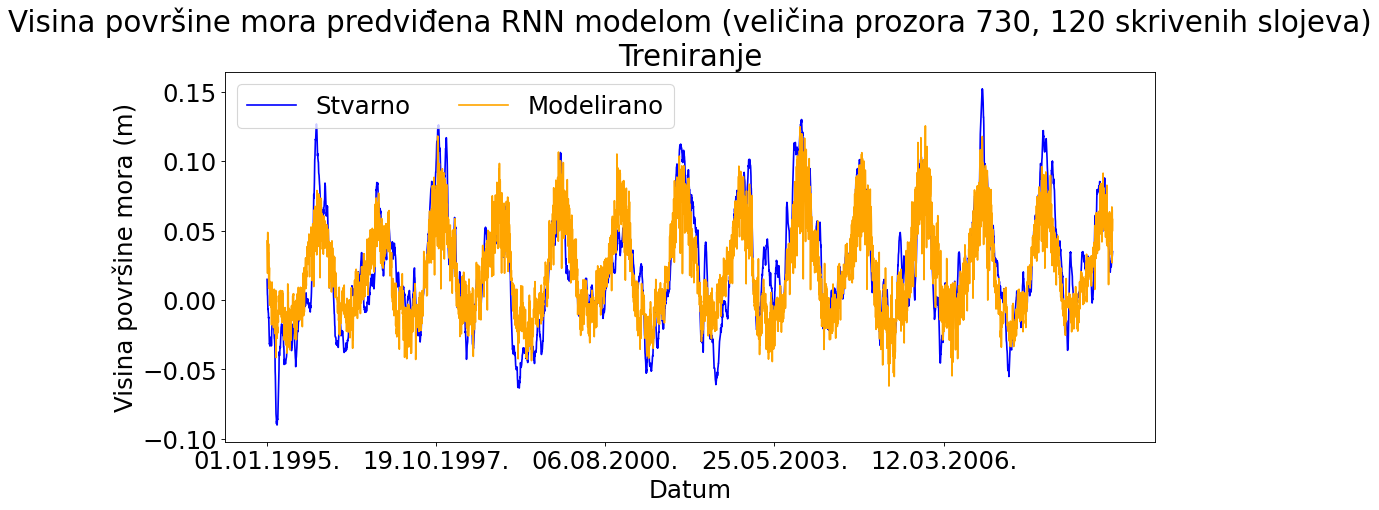 Visina površine mora predviđena RNN modelom (veličina prozora 730, 120 skrivenih slojeva)
Treniranje
Stvarno Modelirano
Visina površine mora (m)
0.15
0.10
0.05
0.00
−0.05
−0.10
01.01.1995. 19.10.1997. 06.08.2000. 25.05.2003. 12.03.2006.
Datum